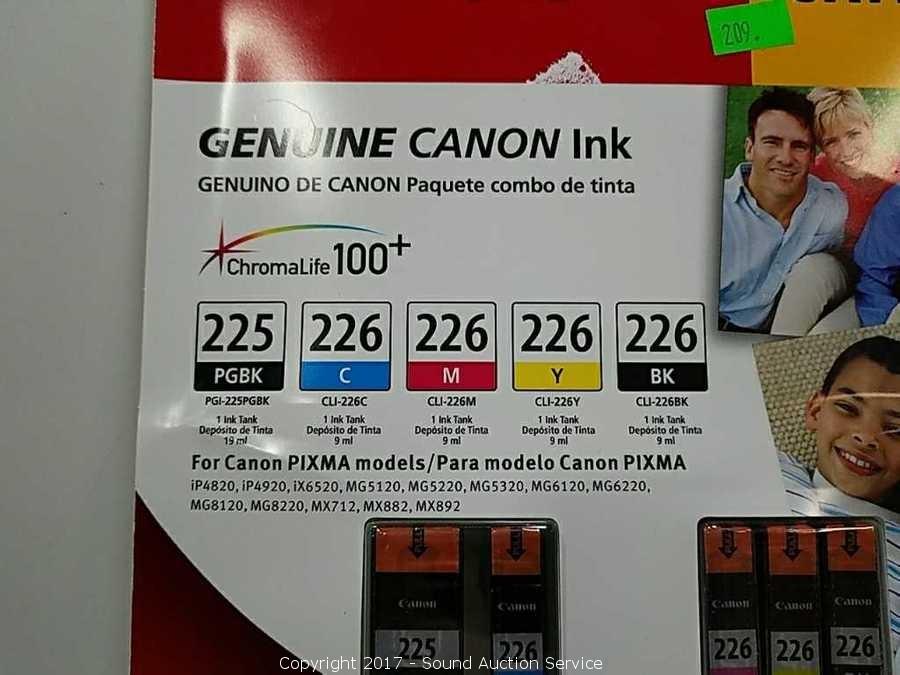 209.
GENUINE CANON Ink
GENUINO DE CANON Paquete combo de tinta
ChromaLife 100+
225 226 226 226 226
PGBK C M Y BK
PGI-225PGBK CLI-226C CLI-226M CLI-226Y CLI-226BK
1 Ink Tank 1 Ink Tank 1 Ink Tank 1 Ink Tank 1 Ink Tank
Depósito de Tinta Depósito de Tinta Depósito de Tinta Depósito de Tinta Depósito de Tinta
19 ml 9 ml 9 ml 9 ml 9 ml
For Canon PIXMA models/Para modelo Canon PIXMA
iP4820, iP4920, iX6520, MG5120, MG5220, MG5320, MG6120, MG6220,
MG8120, MG8220, MX712, MX882, MX892
PULL PULL
Canon Canon Canon Canon Canon
225 226 226 226 226
Copyright 2017 - Sound Auction Service